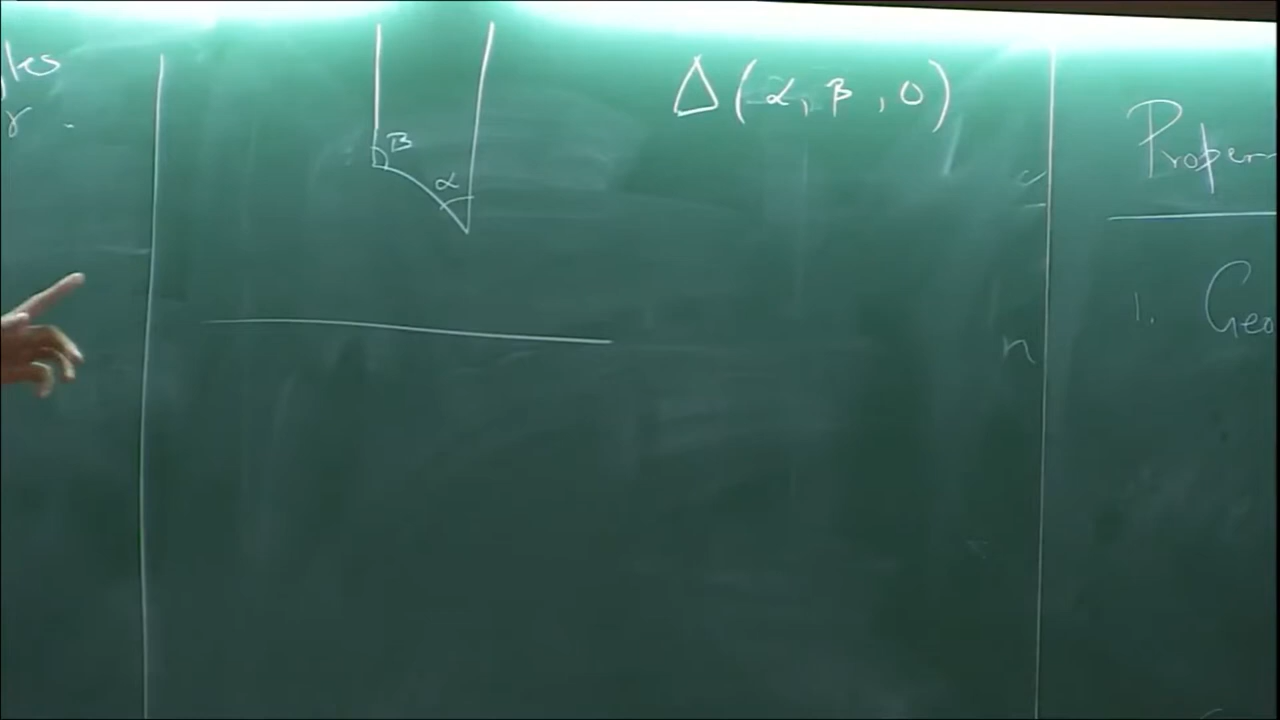 r.
B
α
Δ(α, β, 0)
n
Proper
1. Geo